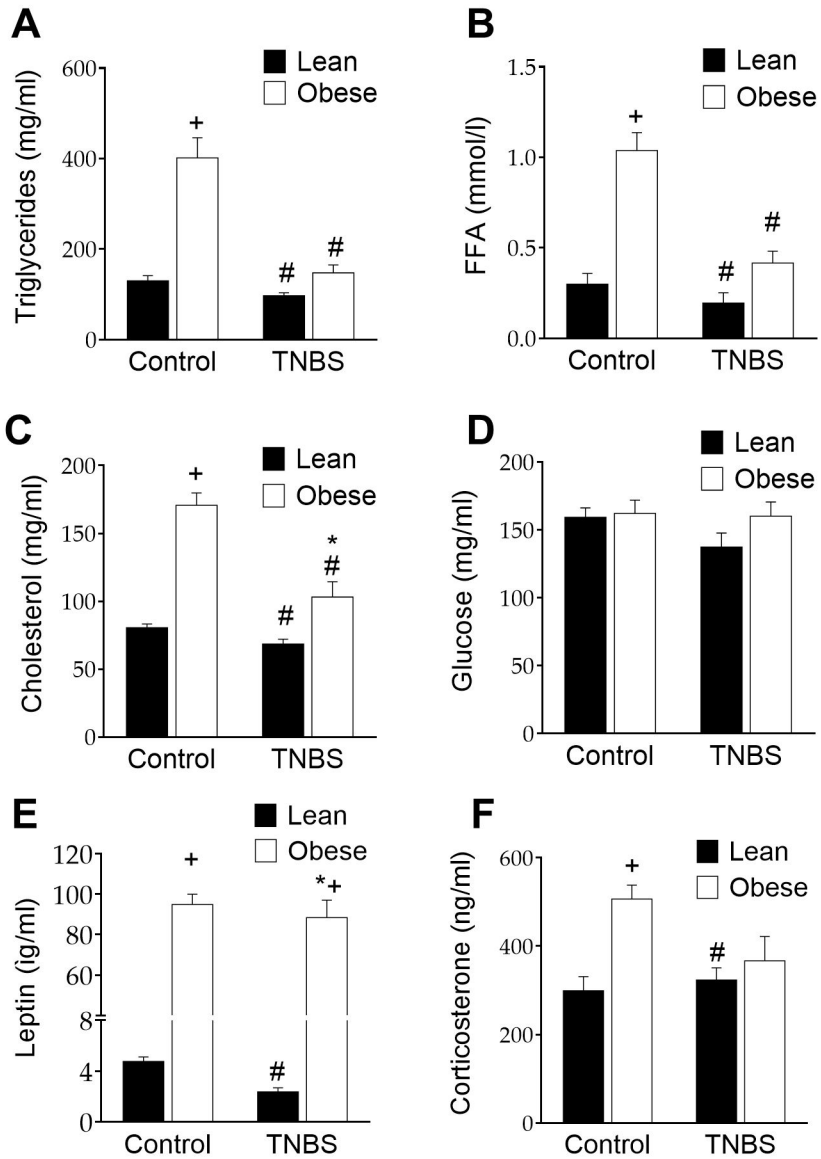 A
Triglycerides (mg/ml)
Lean
Obese
600
400
200
0
+
#
#
Control
TNBS
B
FFA (mmol/l)
Lean
Obese
1.5
1.0
0.5
0.0
+
#
#
Control
TNBS
C
Cholesterol (mg/ml)
Lean
Obese
200
150
100
50
0
+
#
*
#
Control
TNBS
D
Glucose (mg/ml)
Lean
Obese
200
150
100
50
0
Control
TNBS
E
Leptin (ig/ml)
Lean
Obese
120
100
80
60
8
4
0
+
#
*+
Control
TNBS
F
Corticosterone (ng/ml)
Lean
Obese
600
400
200
0
+
#
Control
TNBS